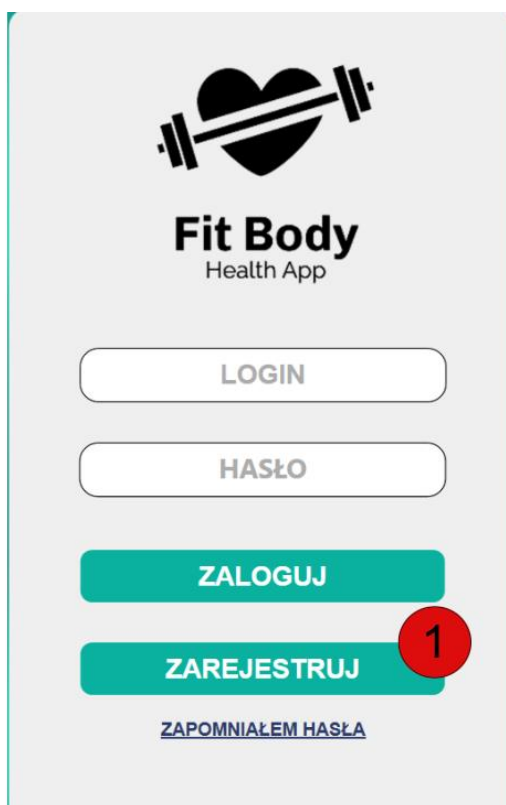 Fit Body
Health App
LOGIN
HASŁO
ZALOGUJ
1
ZAREJESTRUJ
ZAPOMNIAŁEM HASŁA